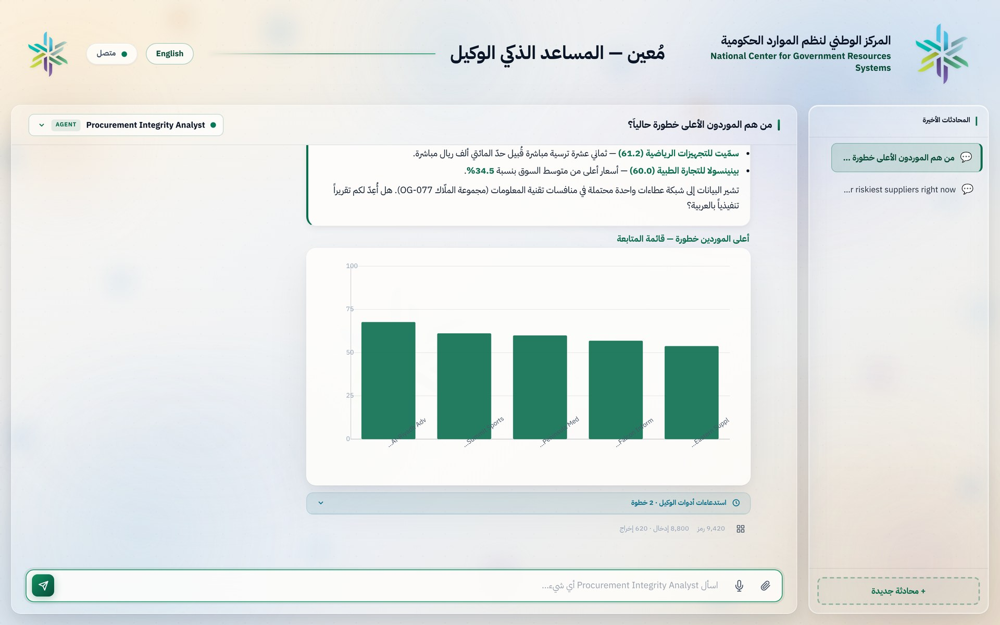 المركز الوطني لنظم الموارد الحكومية
National Center for Government Resources
Systems
مُعين — المساعد الذكي الوكيل
English
متصل
المحادثات الأخيرة
من هم الموردون الأعلى خطورة ...
...r riskiest suppliers right now
+ محادثة جديدة
من هم الموردون الأعلى خطورة حالياً؟
Procurement Integrity Analyst
AGENT
سمّيت للتجهيزات الرياضية (61.2) — ثماني عشرة ترسية مباشرة قُبيل حدّ المائتي ألف ريال مباشرة.
بينينسولا للتجارة الطبية (60.0) — أسعار أعلى من متوسط السوق بنسبة 34.5%.
تشير البيانات إلى شبكة عطاءات واحدة محتملة في منافسات تقنية المعلومات (مجموعة الملّاك OG-077). هل أُعِدّ لكم تقريراً
تنفيذياً بالعربية؟
أعلى الموردين خطورة — قائمة المتابعة
100
75
50
25
0
...Al Riyadh Adv
...Summit Sports
...Peninsula Med
...Falcon Inform
...Eastern Suppl
استدعاءات أدوات الوكيل · 2 خطوة
9,420 رمز 8,800 إدخال · 620 إخراج
اسأل Procurement Integrity Analyst أي شيء...